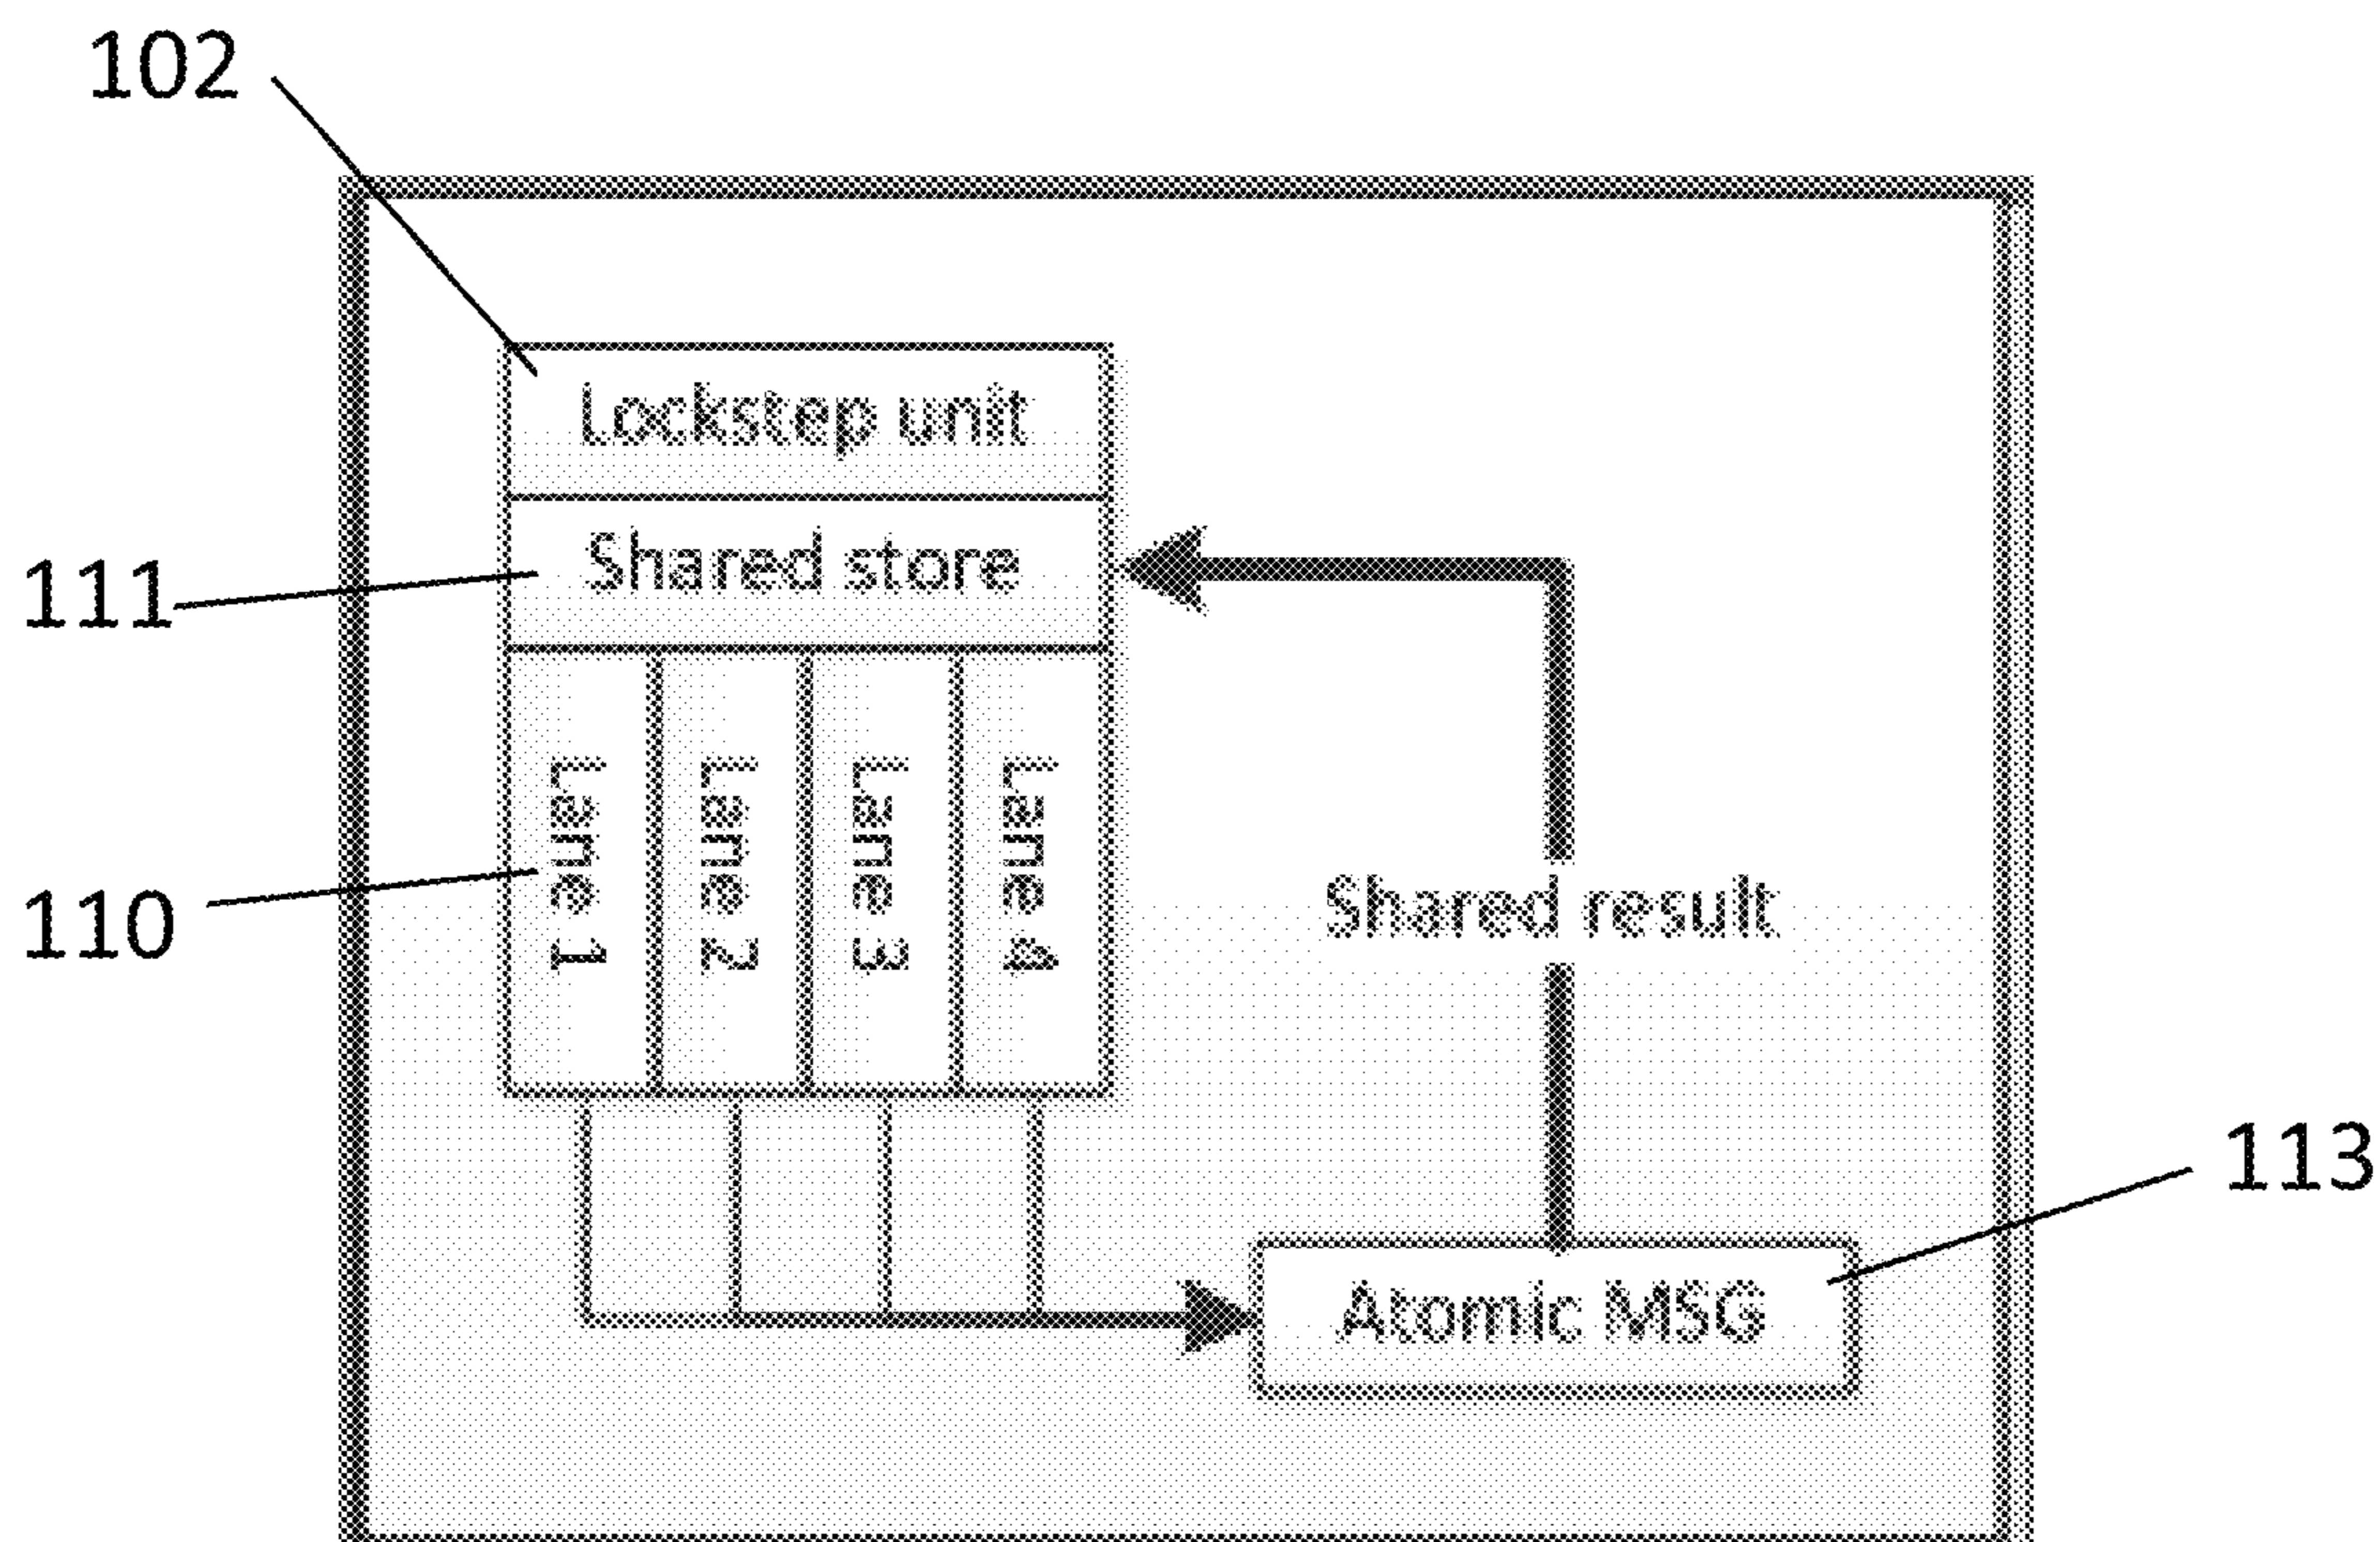 102
Lockstep unit
111
Shared store
110
Lane 1
Lane 2
Lane 3
Lane 4
Shared result
113
Atomic MSG